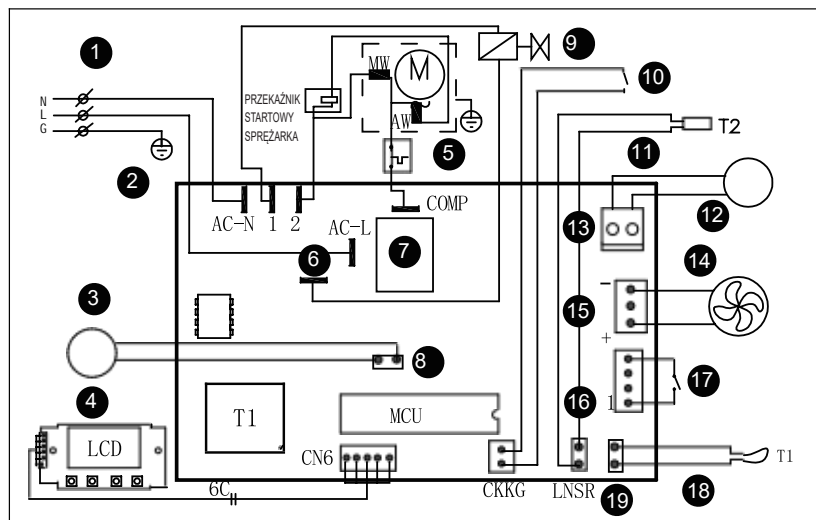 1
N
L
G
2
PRZEKAŹNIK
STARTOWY
SPRĘŻARKA
MW
M
AW
5
9
10
T2
11
12
COMP
AC-N 1 2
AC-L
13
14
6
7
3
-
15
+
8
4
16
1
17
T1
MCU
LCD
CN6
6C
CKKG
LNSR
19
18
T1